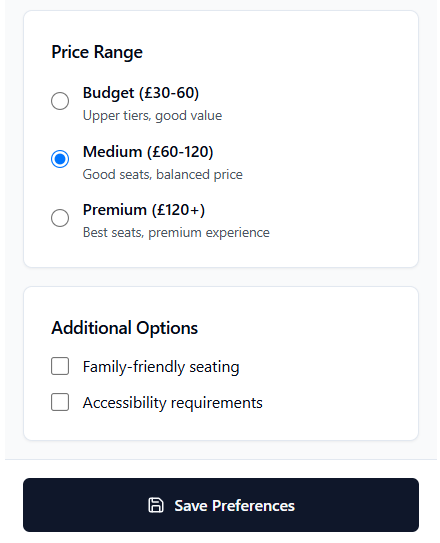 Price Range
Budget (£30-60)
Upper tiers, good value
Medium (£60-120)
Good seats, balanced price
Premium (£120+)
Best seats, premium experience
Additional Options
Family-friendly seating
Accessibility requirements
Save Preferences